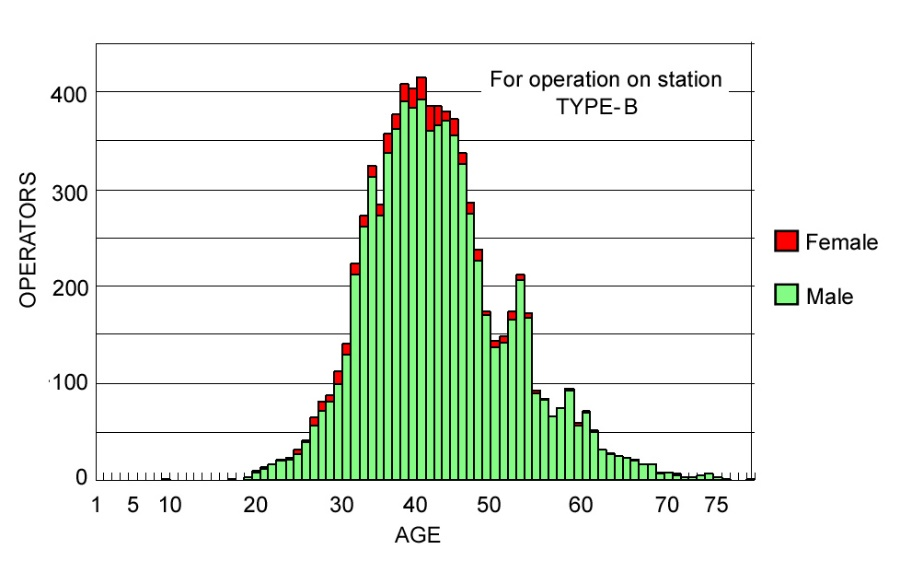 For operation on station
TYPE-B
400
300
200
100
0
OPERATORS
1 5 10 20 30 40 50 60 70 75
AGE
Female
Male